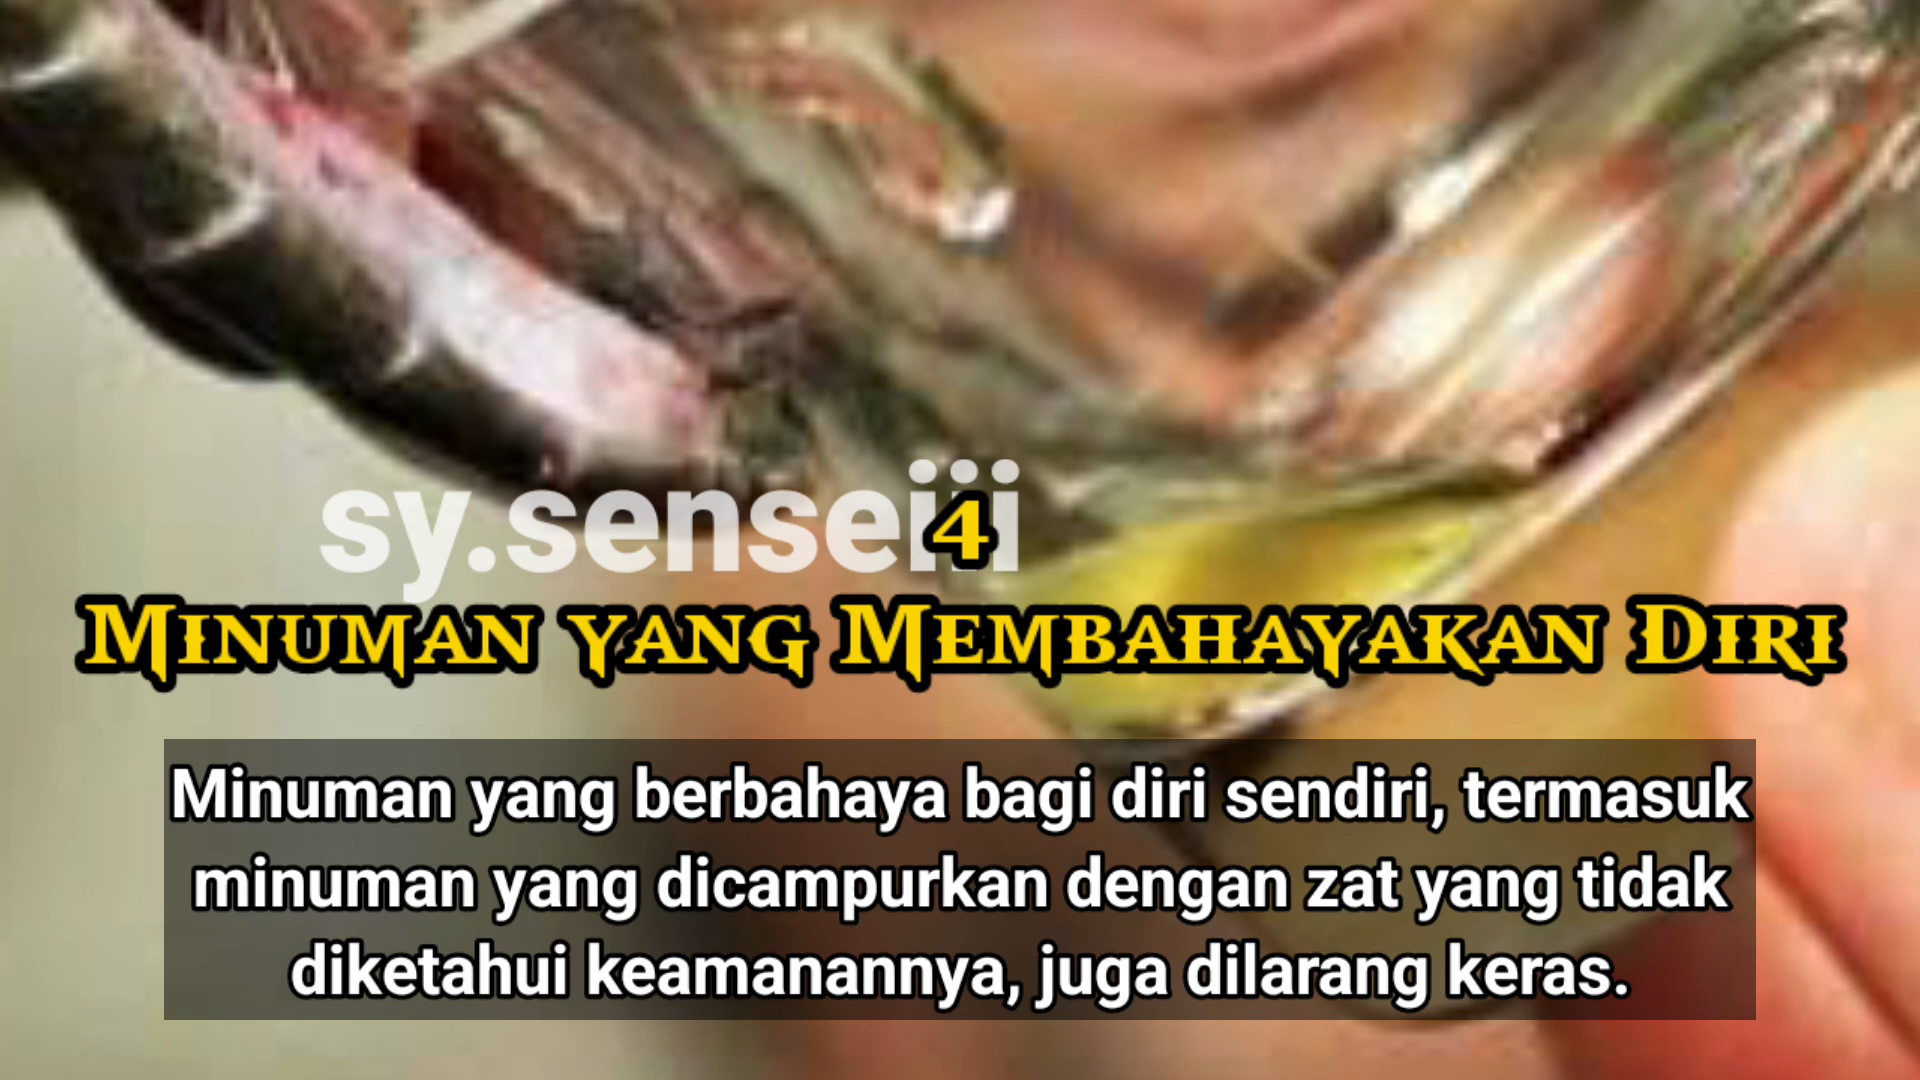 sy.senseiii
4
Minuman yang Membahayakan Diri
Minuman yang berbahaya bagi diri sendiri, termasuk
minuman yang dicampurkan dengan zat yang tidak
diketahui keamanannya, juga dilarang keras.